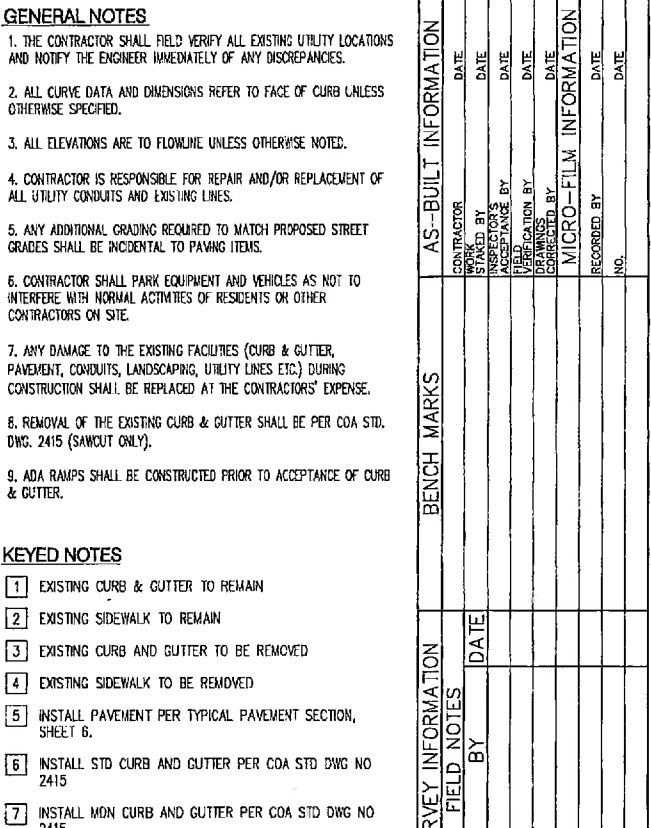 GENERAL NOTES
1. THE CONTRACTOR SHALL FIELD VERIFY ALL EXISTING UTILITY LOCATIONS
AND NOTIFY THE ENGINEER IMMEDIATELY OF ANY DISCREPANCIES.
2. ALL CURVE DATA AND DIMENSIONS REFER TO FACE OF CURB UNLESS
OTHERWISE SPECIFIED.
3. ALL ELEVATIONS ARE TO FLOWLINE UNLESS OTHERWISE NOTED.
4. CONTRACTOR IS RESPONSIBLE FOR REPAIR AND/OR REPLACEMENT OF
ALL UTILITY CONDUITS AND EXISTING LINES.
5. ANY ADDITIONAL GRADING REQUIRED TO MATCH PROPOSED STREET
GRADES SHALL BE INCIDENTAL TO PAVING ITEMS.
6. CONTRACTOR SHALL PARK EQUIPMENT AND VEHICLES AS NOT TO
INTERFERE WITH NORMAL ACTIVITIES OF RESIDENTS OR OTHER
CONTRACTORS ON SITE.
7. ANY DAMAGE TO THE EXISTING FACILITIES (CURB & GUTTER,
PAVEMENT, CONDUITS, LANDSCAPING, UTILITY LINES ETC.) DURING
CONSTRUCTION SHALL BE REPLACED AT THE CONTRACTORS' EXPENSE.
8. REMOVAL OF THE EXISTING CURB & GUTTER SHALL BE PER COA STD.
DWG. 2415 (SAWCUT ONLY).
9. ADA RAMPS SHALL BE CONSTRUCTED PRIOR TO ACCEPTANCE OF CURB
& GUTTER.
KEYED NOTES
1 EXISTING CURB & GUTTER TO REMAIN
2 EXISTING SIDEWALK TO REMAIN
3 EXISTING CURB AND GUTTER TO BE REMOVED
4 EXISTING SIDEWALK TO BE REMOVED
5 INSTALL PAVEMENT PER TYPICAL PAVEMENT SECTION,
SHEET 6.
6 INSTALL STD CURB AND GUTTER PER COA STD DWG NO
2415
7 INSTALL MDN CURB AND GUTTER PER COA STD DWG NO
2415
AS-BUILT INFORMATION
CONTRACTOR DATE
WORK
STAKED BY DATE
INSPECTOR'S
ACCEPTANCE BY DATE
FIELD
VERIFICATION BY DATE
DRAWINGS
CORRECTED BY DATE
MICRO-FILM INFORMATION
RECORDED BY DATE
NO. DATE
BENCH MARKS
RVEY INFORMATION
FIELD NOTES
BY DATE